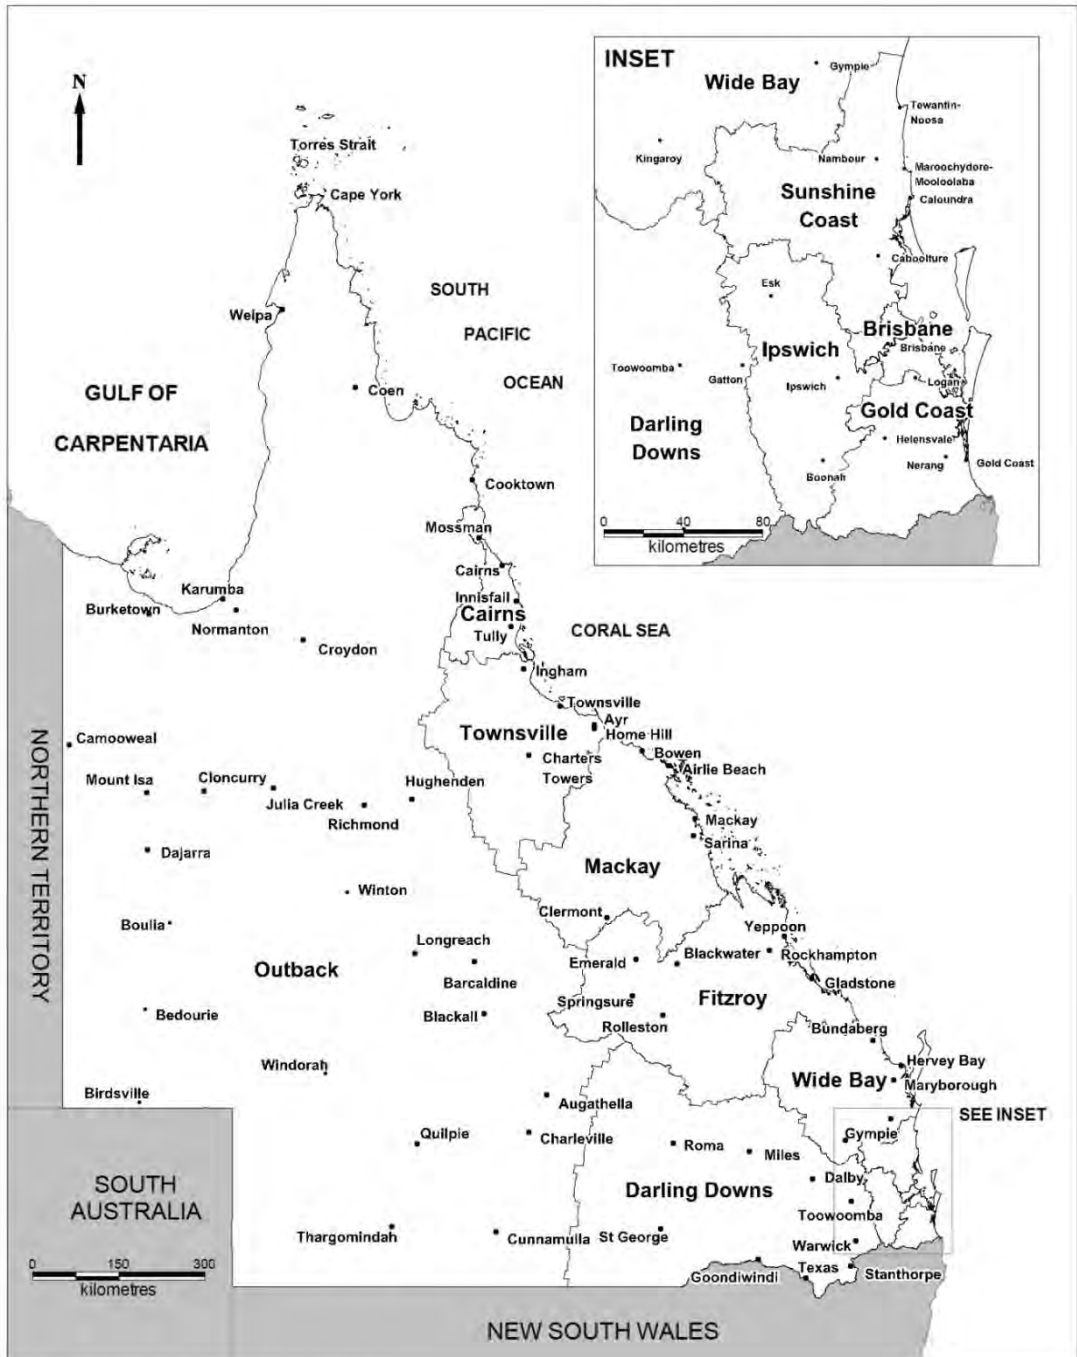 N
Torres Strait
Cape York
SOUTH
PACIFIC
OCEAN
Weipa
Coen
GULF OF
CARPENTARIA
Cooktown
Mossman
Cairns
Innisfail
Cairns
Tully
Karumba
Burketown
Normanton
Croydon
CORAL SEA
Ingham
Townsville
Ayr
Home Hill
Townsville
Bowen
Charters
Towers
Airlie Beach
Camooweal
Mount Isa
Cloncurry
Julia Creek
Richmond
Hughenden
Mackay
Sarina
Dajarra
Mackay
Winton
Clermont
Boulia
Yeppoon
Longreach
Blackwater
Rockhampton
Emerald
Barcaldine
Gladstone
Outback
Springsure
Fitzroy
Bedourie
Blackall
Rolleston
Bundaberg
Windorah
Hervey Bay
Wide Bay
Maryborough
Birdsville
Augathella
SEE INSET
Quilpie
Charleville
Gympie
Roma
Miles
Dalby
Darling Downs
Toowoomba
Thargomindah
Cunnamulla
St George
Warwick
Goondiwindi
Texas
Stanthorpe
NORTHERN TERRITORY
SOUTH
AUSTRALIA
0 150 300
kilometres
NEW SOUTH WALES
INSET
Gympie
Wide Bay
Tewantin-
Noosa
Kingaroy
Nambour
Maroochydore-
Mooloolaba
Sunshine
Coast
Caloundra
Caboolture
Esk
Brisbane
Brisbane
Ipswich
Toowoomba
Gatton
Ipswich
Logan
Gold Coast
Darling
Downs
Helensvale
Nerang
Gold Coast
Boonah
0 40 80
kilometres